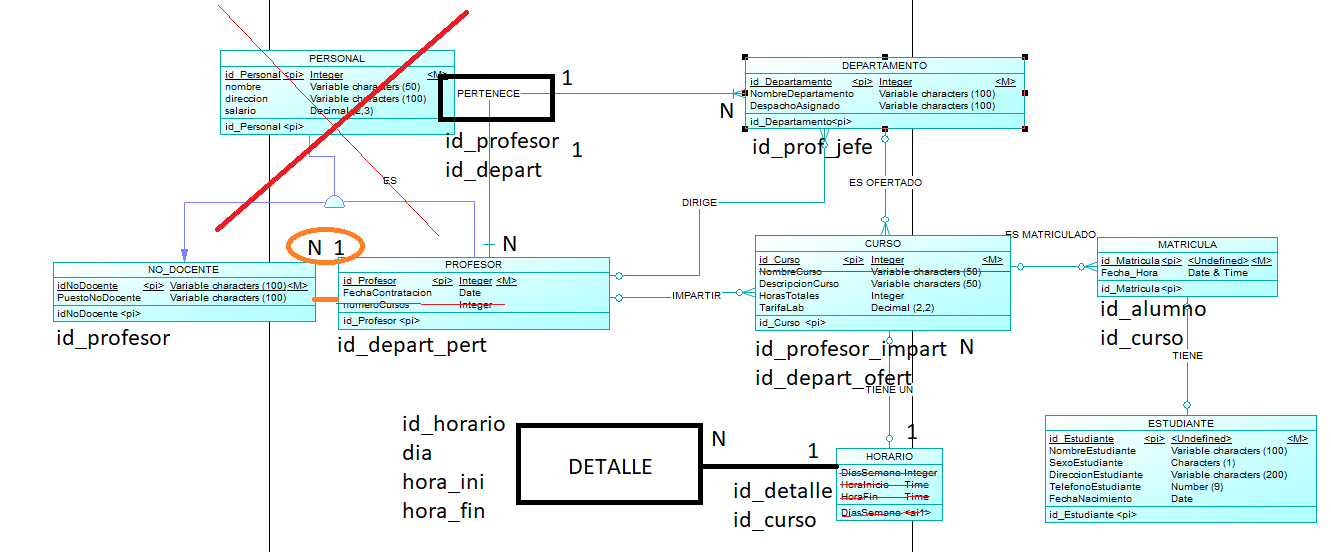 PERSONAL
id_Personal <pi> Integer <M>
nombre Variable characters (50)
direccion Variable characters (100)
salario Decimal (2,3)
id_Personal <pi>
PERTENECE
1
N
id_profesor
id_depart
1
DEPARTAMENTO
id_Departamento <pi> Integer <M>
NombreDepartamento Variable characters (100)
DespachoAsignado Variable characters (100)
id_Departamento<pi>
id_prof_jefe
ES
DIRIGE
ES OFERTADO
N 1
N
NO_DOCENTE
idNoDocente <pi> Variable characters (100)<M>
PuestoNoDocente Variable characters (100)
idNoDocente <pi>
id_profesor
PROFESOR
id_Profesor <pi> Integer <M>
FechaContratacion Date
numeroCursos Integer
id_Profesor <pi>
id_depart_pert
IMPARTIR
CURSO
id_Curso <pi> Integer <M>
NombreCurso Variable characters (50)
DescripcionCurso Variable characters (50)
HorasTotales Integer
TarifaLab Decimal (2,2)
id_Curso <pi>
id_profesor_impart
id_depart_ofert
N
ES MATRICULADO
MATRICULA
id_Matricula <pi> <Undefined> <M>
Fecha_Hora Date & Time
id_Matricula <pi>
id_alumno
id_curso
TIENE
TIENE UN
1
id_horario
dia
hora_ini
hora_fin
DETALLE
N
1
id_detalle
id_curso
HORARIO
DiasSemana Integer
HoraInicio Time
HoraFin Time
DiasSemana <ai1>
ESTUDIANTE
id_Estudiante <pi> <Undefined> <M>
NombreEstudiante Variable characters (100)
SexoEstudiante Characters (1)
DireccionEstudiante Variable characters (200)
TelefonoEstudiante Number (9)
FechaNacimiento Date
id_Estudiante <pi>